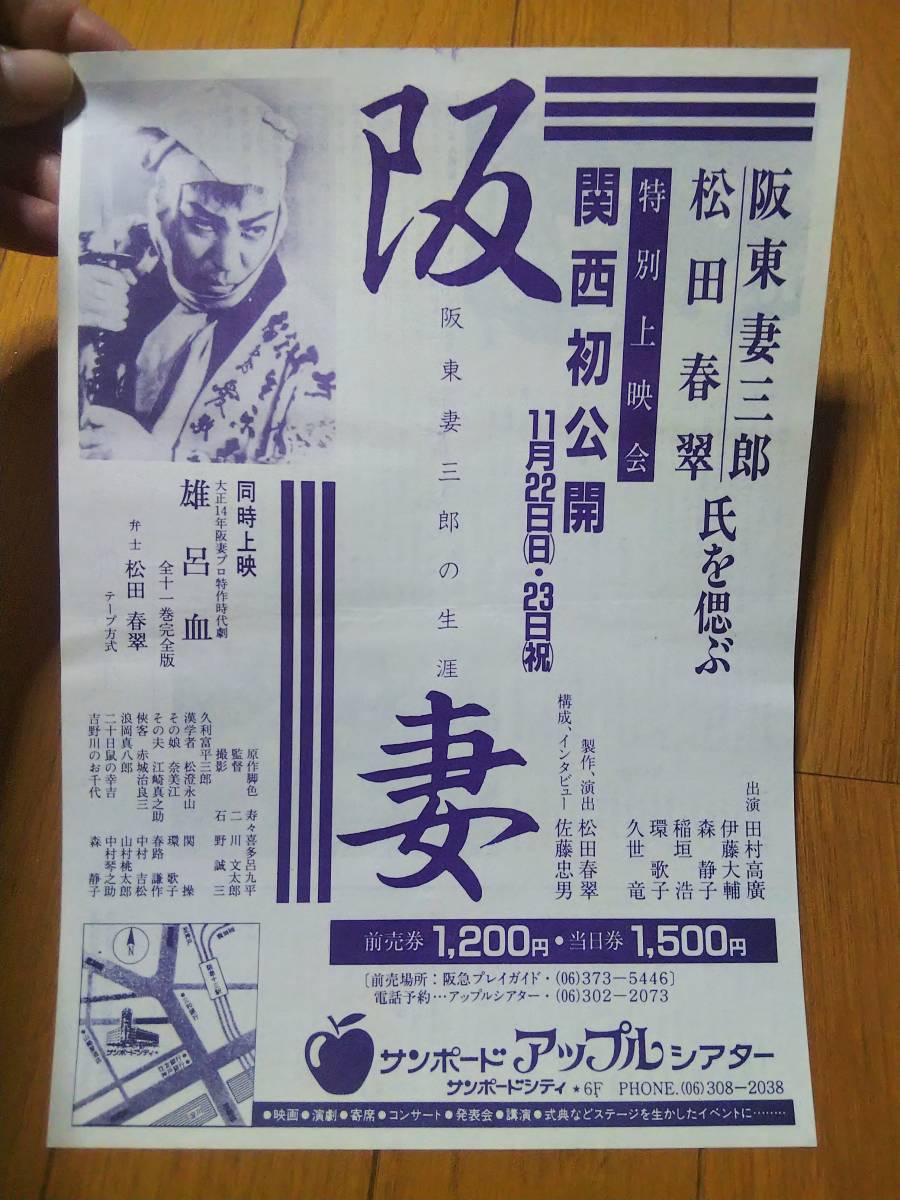 阪東妻三郎
松田春翠氏を偲ぶ
特別上映会
関西初公開
11月22日(日)・23日(祝)
阪妻
阪東妻三郎の生涯
出演 田村高廣
伊藤大輔
森静子
稲垣浩
環歌子
久世竜
製作、演出 松田春翠
構成、インタビュー 佐藤忠男
同時上映
大正14年阪妻プロ特作時代劇
雄呂血
全十一巻完全版
弁士 松田春翠
テープ方式
原作脚色 寿々喜多呂九平
監督 二川文太郎
撮影 石野誠三
久利富平三郎
漢学者 松澄永山 関操
その娘 奈美江 環歌子
その夫 江崎真之助 春路謙作
侠客 赤城治良三 中村吉松
浪岡真八郎 山村桃太郎
二十日鼠の幸吉 中村琴之助
吉野川のお千代 森静子
前売券1,200円・当日券1,500円
〔前売場所：阪急プレイガイド・(06)373-5446〕
電話予約…アップルシアター・(06)302-2073
サンポードアップルシアター
サンポードシティ★6F PHONE.(06)308-2038
●映画●演劇●寄席●コンサート●発表会●講演●式典などステージを生かしたイベントに………
N
サンポードシティ